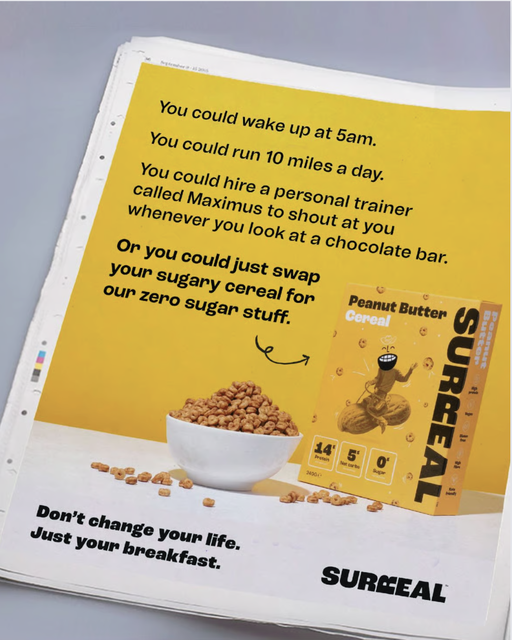 You could wake up at 5am.
You could run 10 miles a day.
You could hire a personal trainer
called Maximus to shout at you
whenever you look at a chocolate bar.
Or you could just swap
your sugary cereal for
our zero sugar stuff.
Peanut Butter
Cereal
SURREAL
Peanut
Butter
14g
Protein
5g
Net carbs
0g
Sugar
Don't change your life.
Just your breakfast.
SURREAL